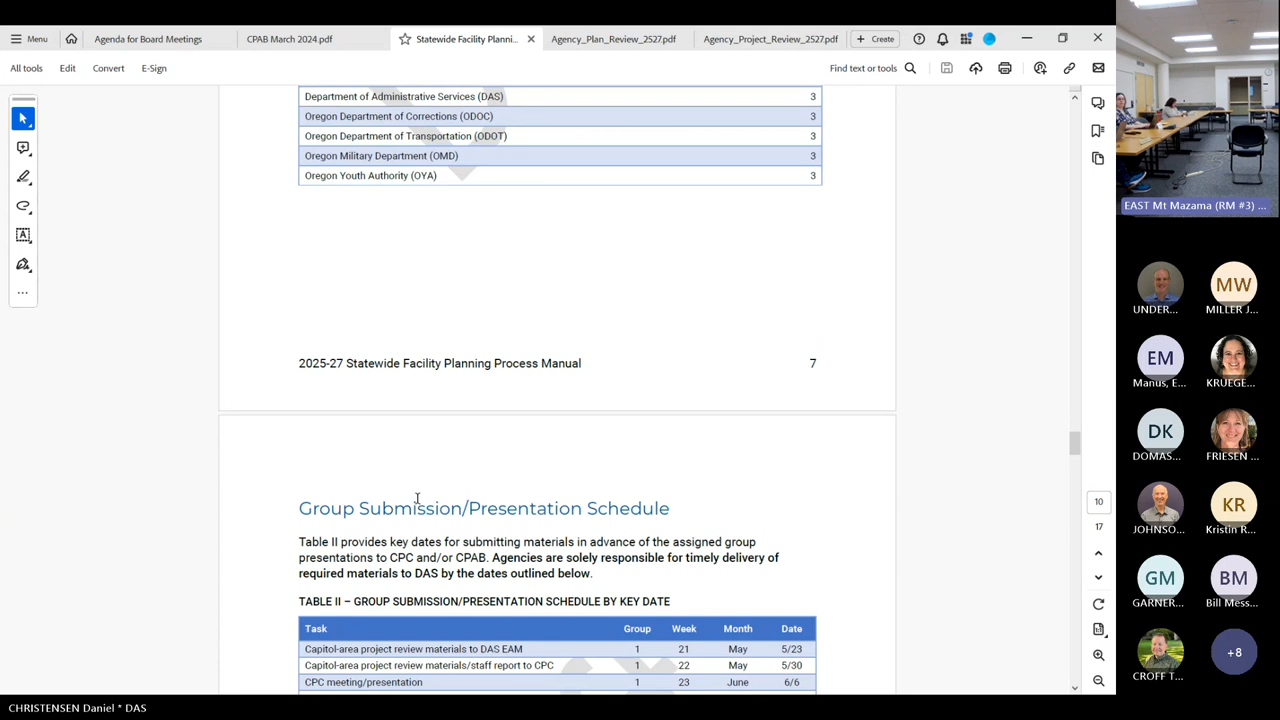 Menu
Agenda for Board Meetings
CPAB March 2024.pdf
Statewide Facility Planni...
Agency_Plan_Review_2527.pdf
Agency_Project_Review_2527.pdf
Create
All tools
Edit
Convert
E-Sign
Find text or tools
Department of Administrative Services (DAS) 3
Oregon Department of Corrections (ODOC) 3
Oregon Department of Transportation (ODOT) 3
Oregon Military Department (OMD) 3
Oregon Youth Authority (OYA) 3
2025-27 Statewide Facility Planning Process Manual 7
Group Submission/Presentation Schedule
Table II provides key dates for submitting materials in advance of the assigned group
presentations to CPC and/or CPAB. Agencies are solely responsible for timely delivery of
required materials to DAS by the dates outlined below.
TABLE II – GROUP SUBMISSION/PRESENTATION SCHEDULE BY KEY DATE
Task Group Week Month Date
Capitol-area project review materials to DAS EAM 1 21 May 5/23
Capitol-area project review materials/staff report to CPC 1 22 May 5/30
CPC meeting/presentation 1 23 June 6/6
10
17
EAST Mt Mazama (RM #3) ...
UNDER...
MW
MILLER J...
EM
Manus, E...
KRUEGE...
DK
DOMAS...
FRIESEN ...
JOHNSO...
KR
Kristin R...
GM
GARNER...
BM
Bill Mess...
CROFF T...
+8
CHRISTENSEN Daniel * DAS